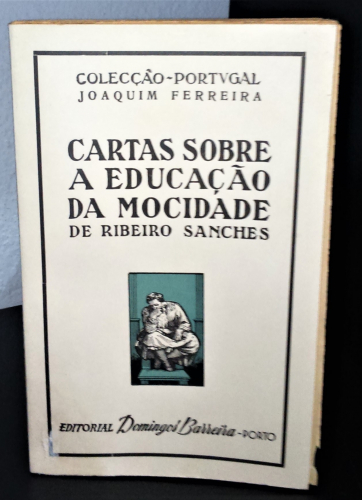 COLECÇÃO-PORTVGAL
JOAQUIM FERREIRA
CARTAS SOBRE
A EDUCAÇÃO
DA MOCIDADE
DE RIBEIRO SANCHES
EDITORIAL Domingos Barreira-PORTO